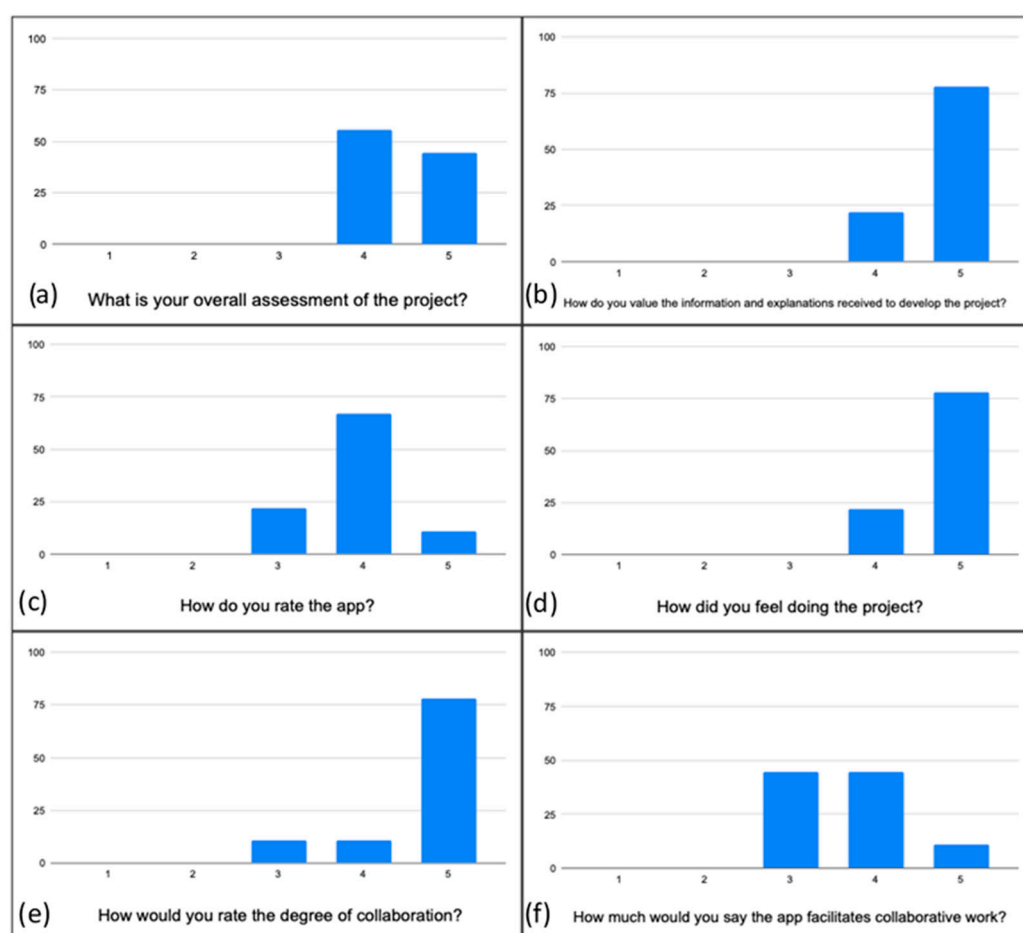 100
75
50
25
0
1 2 3 4 5
(a) What is your overall assessment of the project?
100
75
50
25
0
1 2 3 4 5
(b) How do you value the information and explanations received to develop the project?
100
75
50
25
0
1 2 3 4 5
(c) How do you rate the app?
100
75
50
25
0
1 2 3 4 5
(d) How did you feel doing the project?
100
75
50
25
0
1 2 3 4 5
(e) How would you rate the degree of collaboration?
100
75
50
25
0
1 2 3 4 5
(f) How much would you say the app facilitates collaborative work?